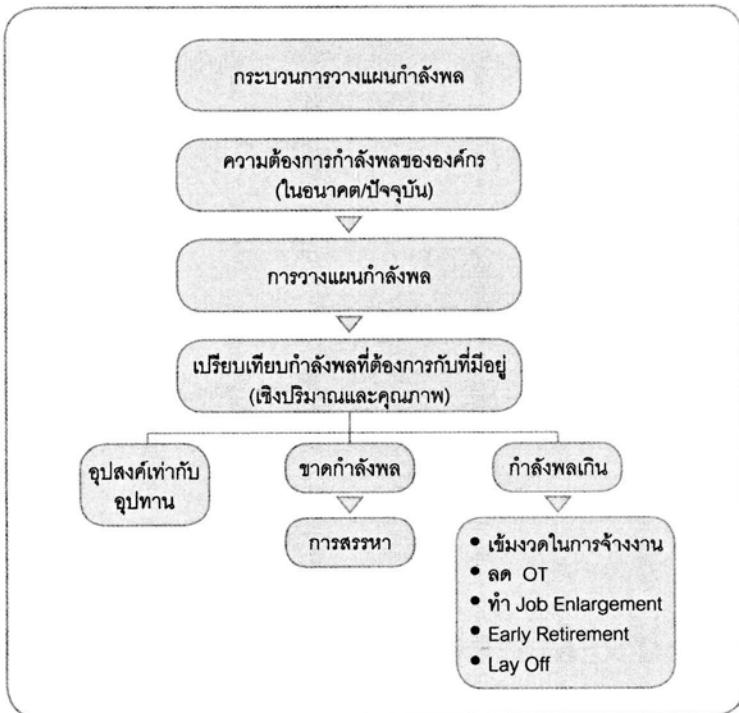 กระบวนการวางแผนกำลังพล
ความต้องการกำลังพลขององค์กร
(ในอนาคต/ปัจจุบัน)
การวางแผนกำลังพล
เปรียบเทียบกำลังพลที่ต้องการกับที่มีอยู่
(เชิงปริมาณและคุณภาพ)
อุปสงค์เท่ากับ
อุปทาน
ขาดกำลังพล
การสรรหา
กำลังพลเกิน
• เข้มงวดในการจ้างงาน
• ลด OT
• ทำ Job Enlargement
• Early Retirement
• Lay Off